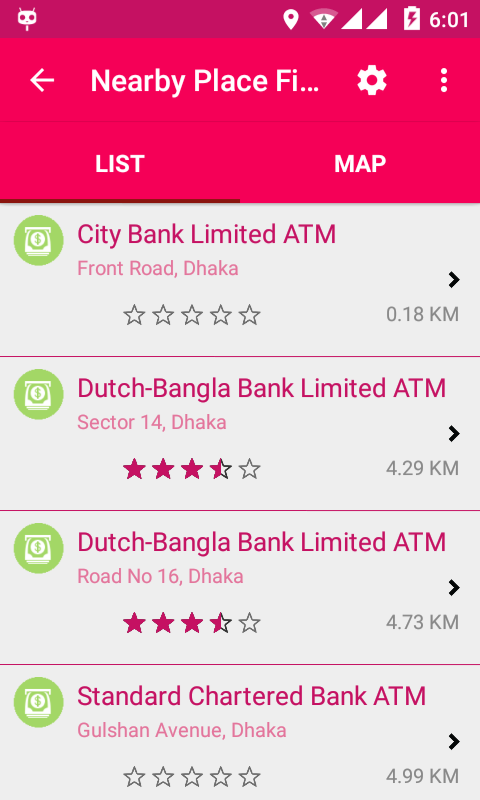 6:01
Nearby Place Fi...
LIST
MAP
City Bank Limited ATM
Front Road, Dhaka
0.18 KM
Dutch-Bangla Bank Limited ATM
Sector 14, Dhaka
4.29 KM
Dutch-Bangla Bank Limited ATM
Road No 16, Dhaka
4.73 KM
Standard Chartered Bank ATM
Gulshan Avenue, Dhaka
4.99 KM